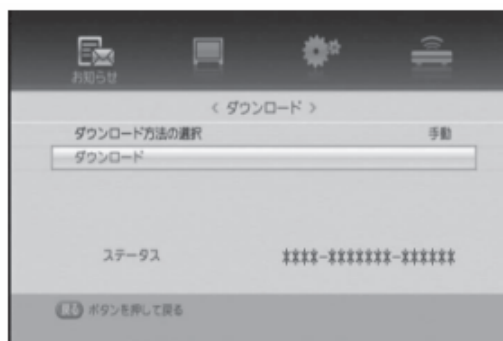 お知らせ
< ダウンロード >
ダウンロード方法の選択 手動
ダウンロード
ステータス ****-*******-******
戻る ボタンを押して戻る